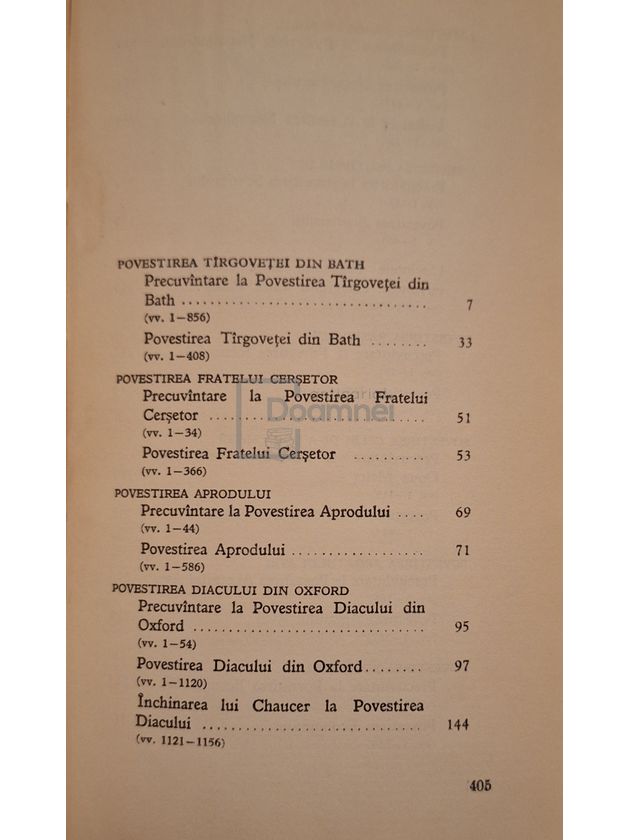 POVESTIREA TÎRGOVEȚEI DIN BATH
Precuvîntare la Povestirea Tîrgoveței din
Bath .................................. 7
(vv. 1—856)
Povestirea Tîrgoveței din Bath ........ 33
(vv. 1—408)
POVESTIREA FRATELUI CERȘETOR
Precuvîntare la Povestirea Fratelui
Cerșetor .............................. 51
(vv. 1—34)
Povestirea Fratelui Cerșetor .......... 53
(vv. 1—366)
POVESTIREA APRODULUI
Precuvîntare la Povestirea Aprodului .... 69
(vv. 1—44)
Povestirea Aprodului .................. 71
(vv. 1—586)
POVESTIREA DIACULUI DIN OXFORD
Precuvîntare la Povestirea Diacului din
Oxford ................................ 95
(vv. 1—54)
Povestirea Diacului din Oxford........ 97
(vv. 1—1120)
Închinarea lui Chaucer la Povestirea
Diacului .............................. 144
(vv. 1121—1156)
405
Doamnei